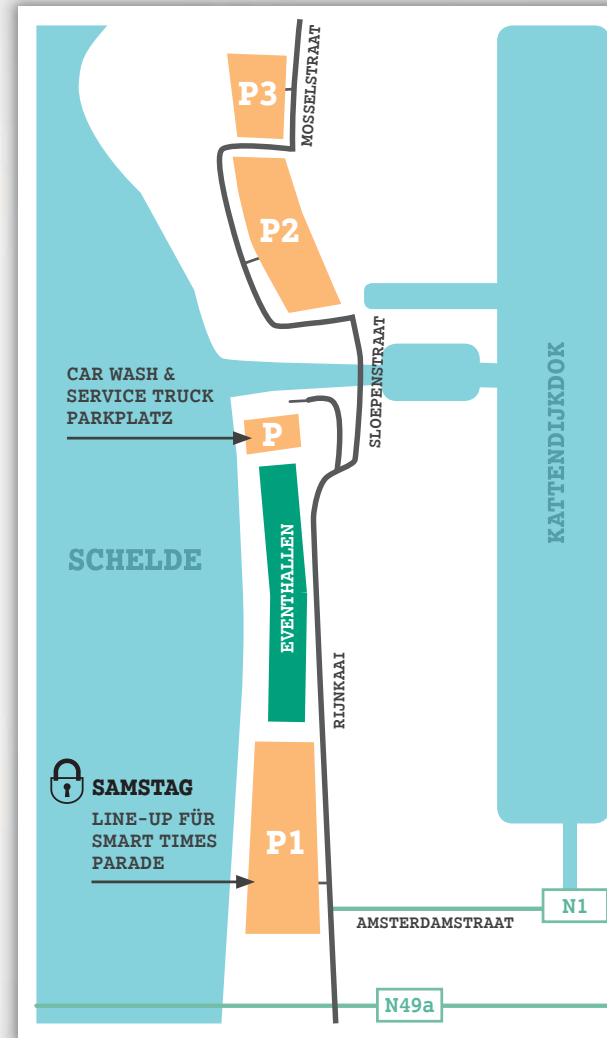 MOSSELSTRAAT
P3
P2
CAR WASH &
SERVICE TRUCK
PARKPLATZ
SLOEPENSTRAAT
P
KATTENDIJKDOK
SCHELDE
EVENTHALLEN
RIJNKAAI
SAMSTAG
LINE-UP FÜR
SMART TIMES
PARADE
P1
N1
AMSTERDAMSTRAAT
N49a